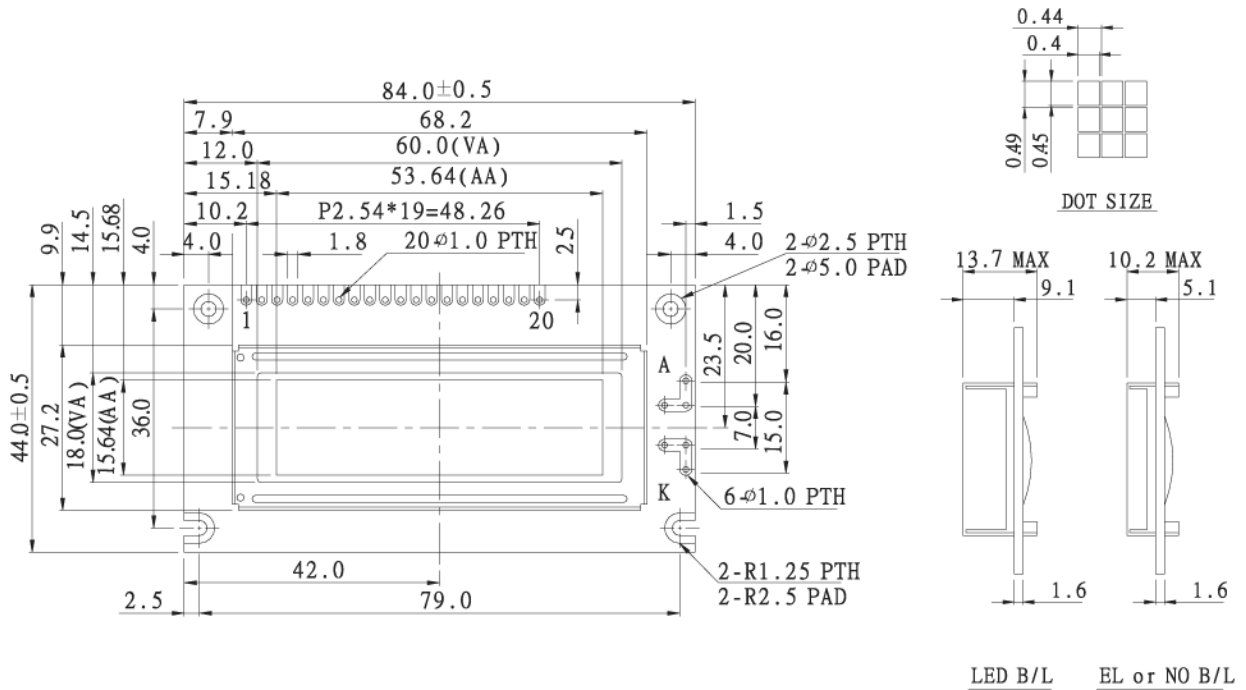 0.44
0.4
0.49
0.45
DOT SIZE
84.0±0.5
7.9
68.2
12.0
60.0(VA)
15.18
53.64(AA)
10.2
P2.54*19=48.26
1.5
4.0
1.8
20-ø1.0 PTH
2.5
4.0
2-ø2.5 PTH
2-ø5.0 PAD
9.9
14.5
15.68
4.0
1
20
13.7 MAX
9.1
10.2 MAX
5.1
A
23.5
20.0
16.0
44.0±0.5
27.2
18.0(VA)
15.64(AA)
36.0
7.0
15.0
K
6-ø1.0 PTH
42.0
2-R1.25 PTH
2-R2.5 PAD
2.5
79.0
1.6
1.6
LED B/L
EL or NO B/L